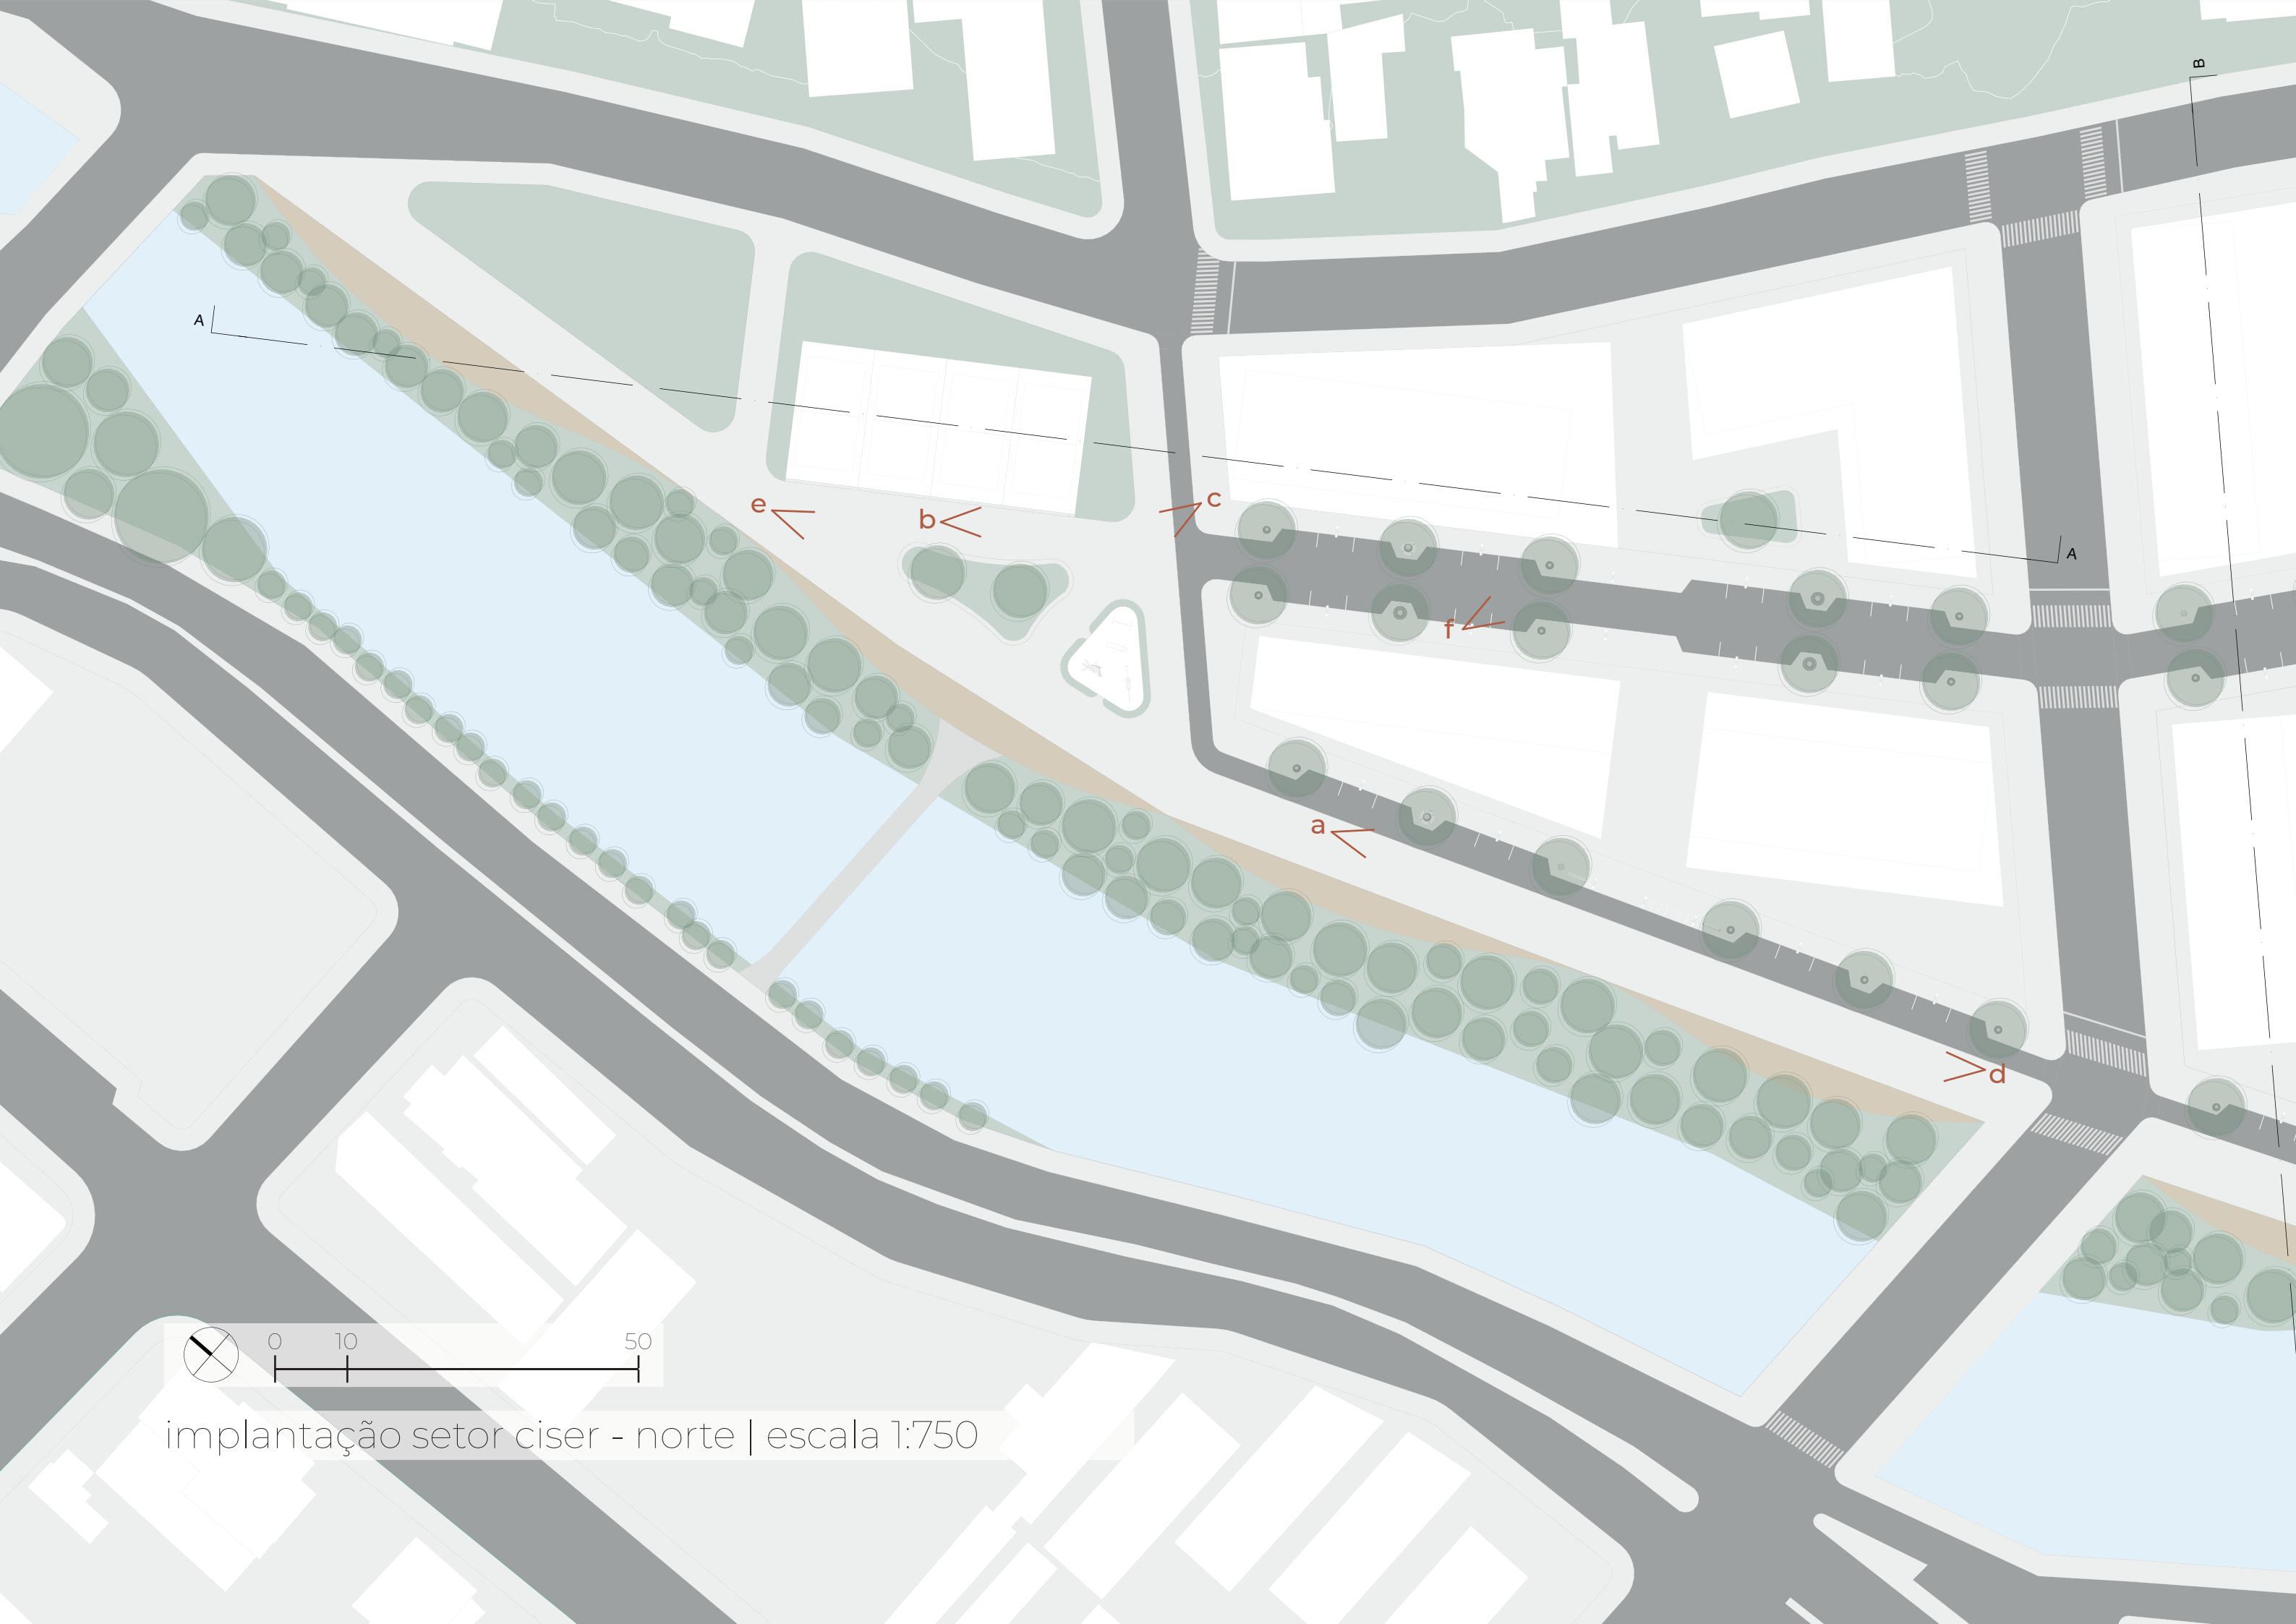 B
A
c
e
b
A
f
a
d
0 10 50
implantação setor ciser - norte | escala 1:750